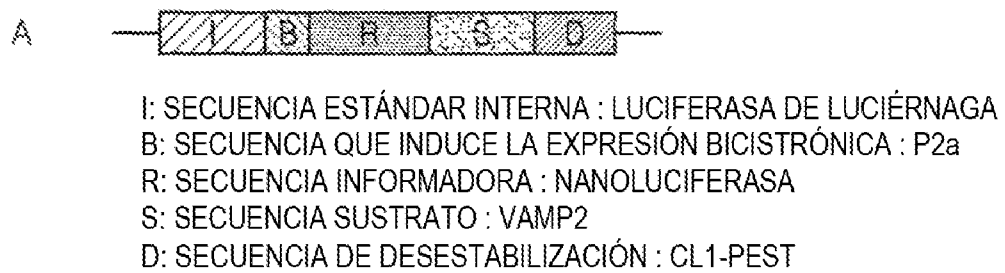 A
I B R S D
I: SECUENCIA ESTÁNDAR INTERNA : LUCIFERASA DE LUCIÉRNAGA
B: SECUENCIA QUE INDUCE LA EXPRESIÓN BICISTRÓNICA : P2a
R: SECUENCIA INFORMADORA : NANOLUCIFERASA
S: SECUENCIA SUSTRATO : VAMP2
D: SECUENCIA DE DESESTABILIZACIÓN : CL1-PEST